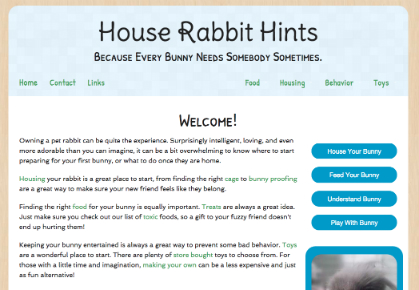 House Rabbit Hints
Because Every Bunny Needs Somebody Sometimes.
Home Contact Links Food Housing Behavior Toys
Welcome!
Owning a pet rabbit can be quite the experience. Surprisingly intelligent, loving, and even
more adorable than you can imagine, it can be a bit overwhelming to know where to start
preparing for your first bunny, or what to do once they are home.
Housing your rabbit is a great place to start, from finding the right cage to bunny proofing
are a great way to make sure your new friend feels like they belong.
Finding the right food for your bunny is equally important. Treats are always a great idea.
Just make sure you check out our list of toxic foods, so a gift to your fuzzy friend doesn't
end up hurting them!
Keeping your bunny entertained is always a great way to prevent some bad behavior. Toys
are a wonderful place to start. There are plenty of store bought toys to choose from. For
those with a little time and imagination, making your own can be a less expensive and just
as fun alternative!
House Your Bunny
Feed Your Bunny
Understand Bunny
Play With Bunny